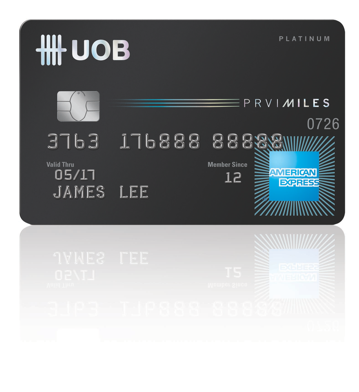 UOB
PLATINUM
PRVIMILES
0726
3763 176888 88888
Valid Thru
Member Since
05/17
12
JAMES LEE
AMERICAN
EXPRESS